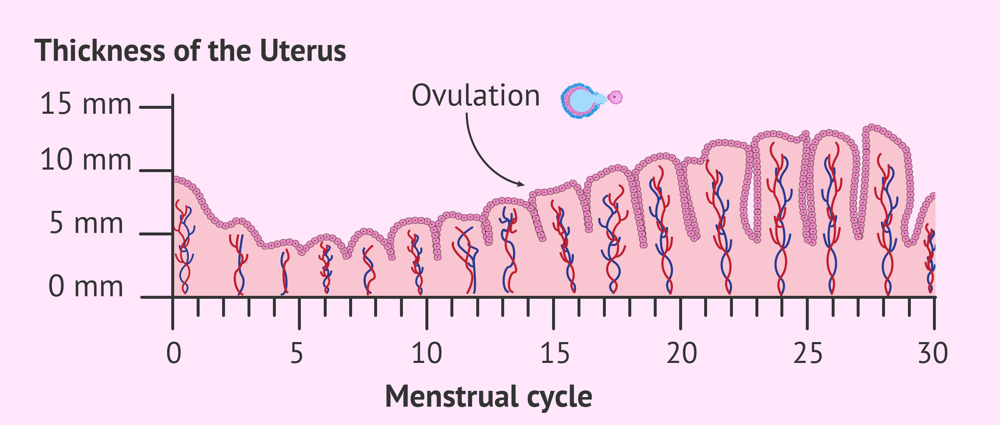 Thickness of the Uterus
Ovulation
15 mm
10 mm
5 mm
0 mm
0 5 10 15 20 25 30
Menstrual cycle